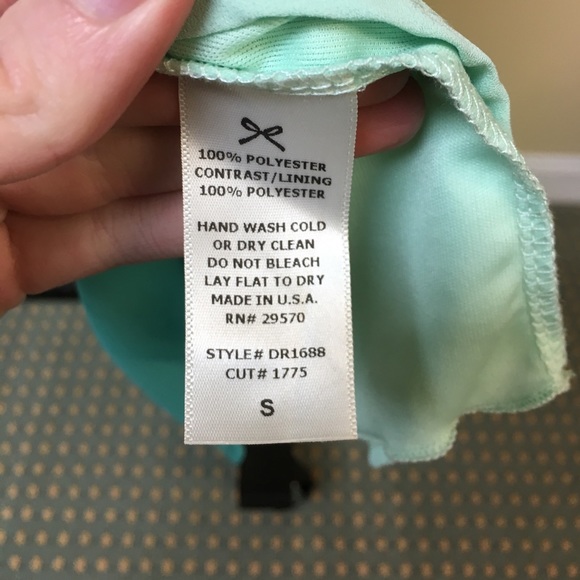 100% POLYESTER
CONTRAST/LINING
100% POLYESTER
HAND WASH COLD
OR DRY CLEAN
DO NOT BLEACH
LAY FLAT TO DRY
MADE IN U.S.A.
RN# 29570
STYLE# DR1688
CUT# 1775
S